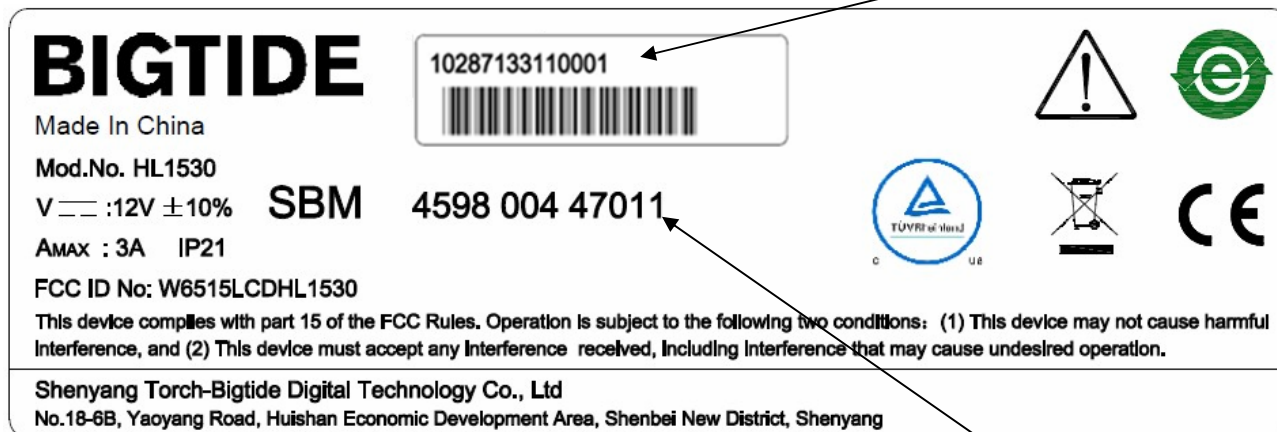 BIGTIDE
Made In China
10287133110001
Mod.No. HL1530
V :12V ±10%
SBM 4598 004 47011
AMAX : 3A IP21
FCC ID No: W6515LCDHL1530
e
TÜVRheinland
c us
CE
This device complies with part 15 of the FCC Rules. Operation is subject to the following two conditions: (1) This device may not cause harmful
interference, and (2) This device must accept any interference received, including interference that may cause undesired operation.
Shenyang Torch-Bigtide Digital Technology Co., Ltd
No.18-6B, Yaoyang Road, Huishan Economic Development Area, Shenbei New District, Shenyang